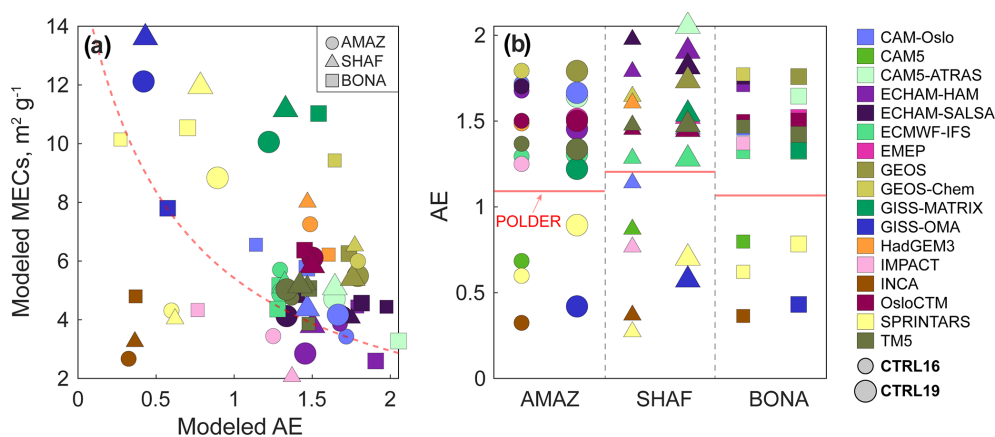 (a)
AMAZ
SHAF
BONA
14
12
10
8
6
4
2
Modeled MECs, m² g⁻¹
0 0.5 1 1.5 2
Modeled AE
(b)
2
1.5
1
0.5
0
AE
POLDER
AMAZ SHAF BONA
CAM-Oslo
CAM5
CAM5-ATRAS
ECHAM-HAM
ECHAM-SALSA
ECMWF-IFS
EMEP
GEOS
GEOS-Chem
GISS-MATRIX
GISS-OMA
HadGEM3
IMPACT
INCA
OsloCTM
SPRINTARS
TM5
CTRL16
CTRL19